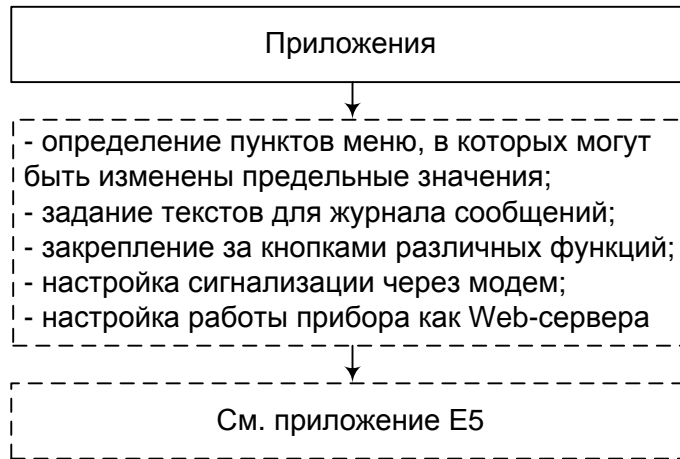 Приложения
- определение пунктов меню, в которых могут
быть изменены предельные значения;
- задание текстов для журнала сообщений;
- закрепление за кнопками различных функций;
- настройка сигнализации через модем;
- настройка работы прибора как Web-сервера
См. приложение Е5